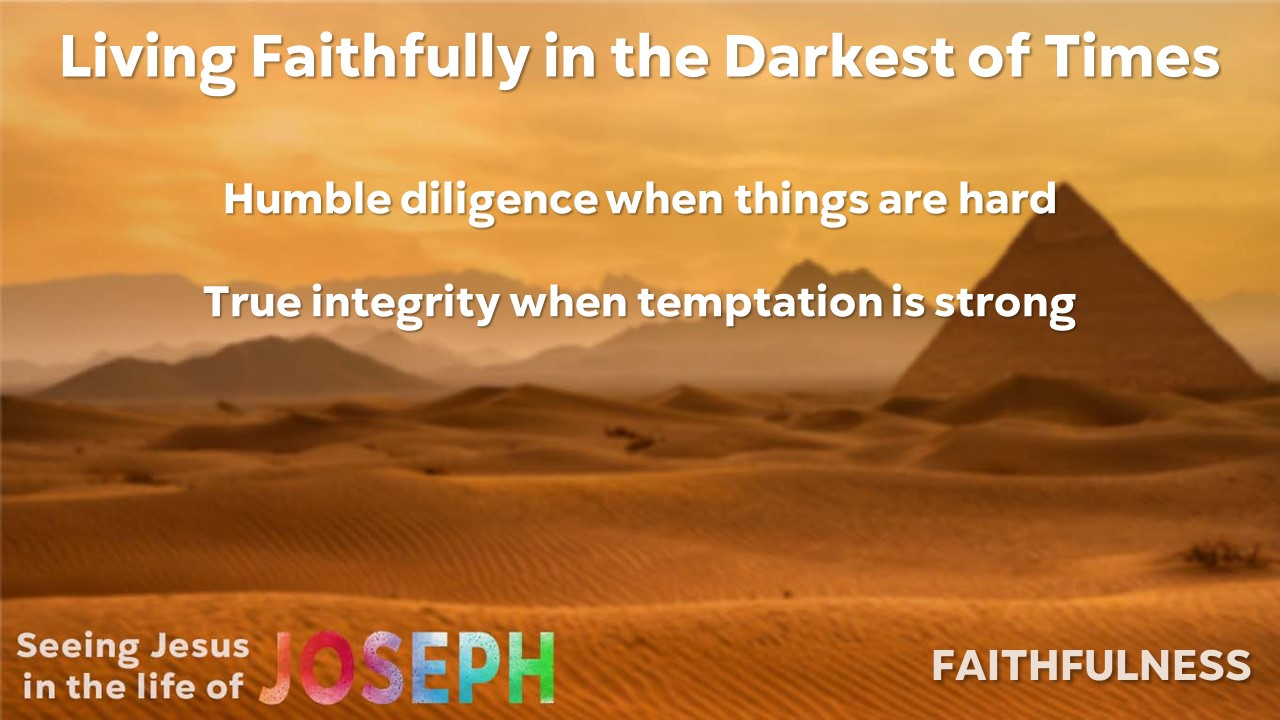 Living Faithfully in the Darkest of Times
Humble diligence when things are hard
True integrity when temptation is strong
Seeing Jesus
in the life of JOSEPH
FAITHFULNESS